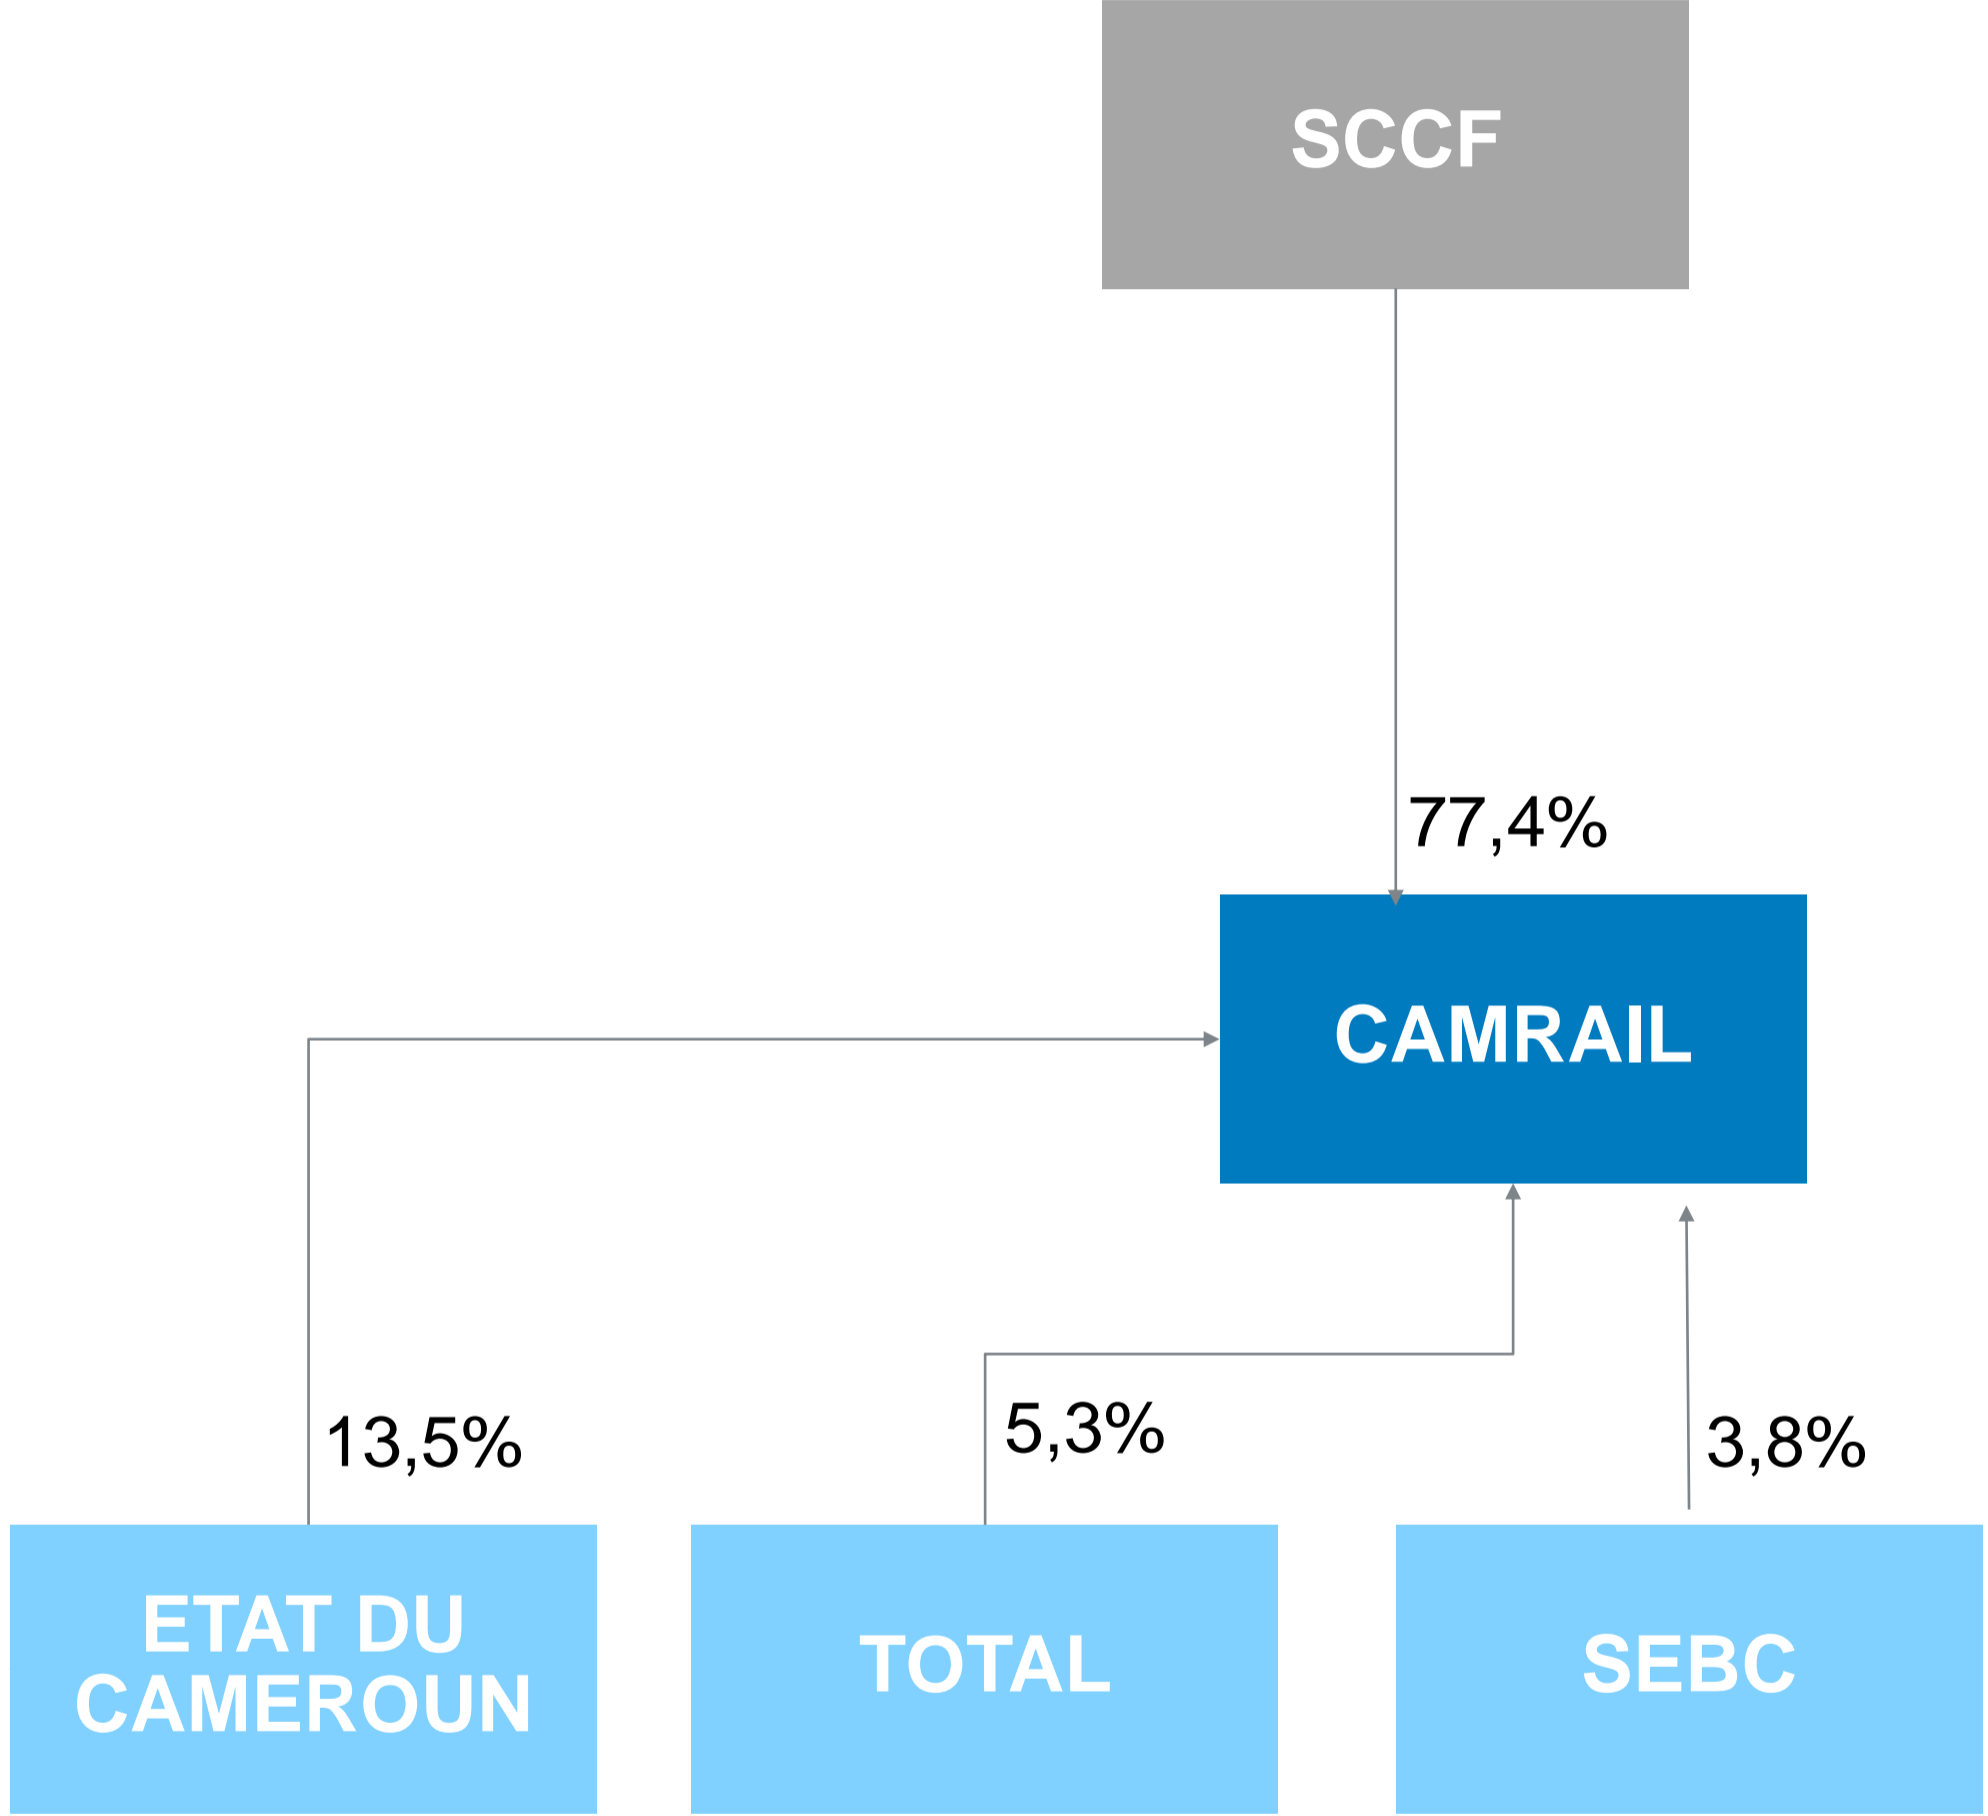 SCCF
77,4%
CAMRAIL
13,5%
5,3%
3,8%
ETAT DU
CAMEROUN
TOTAL
SEBC